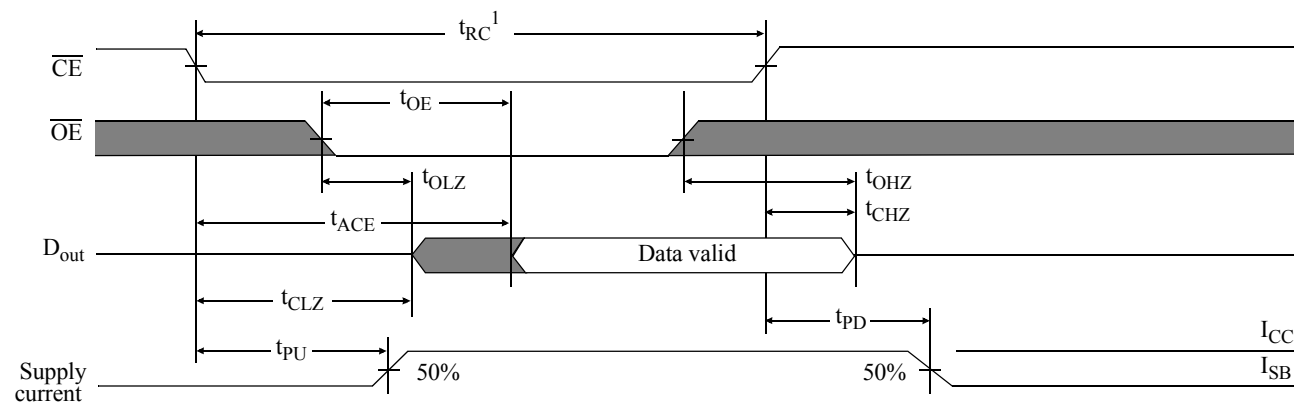 tRC1
CE
tOE
OE
tOLZ
tOHZ
tACE
tCHZ
Dout
Data valid
tCLZ
tPD
tPU
ICC
Supply
current
50%
50%
ISB